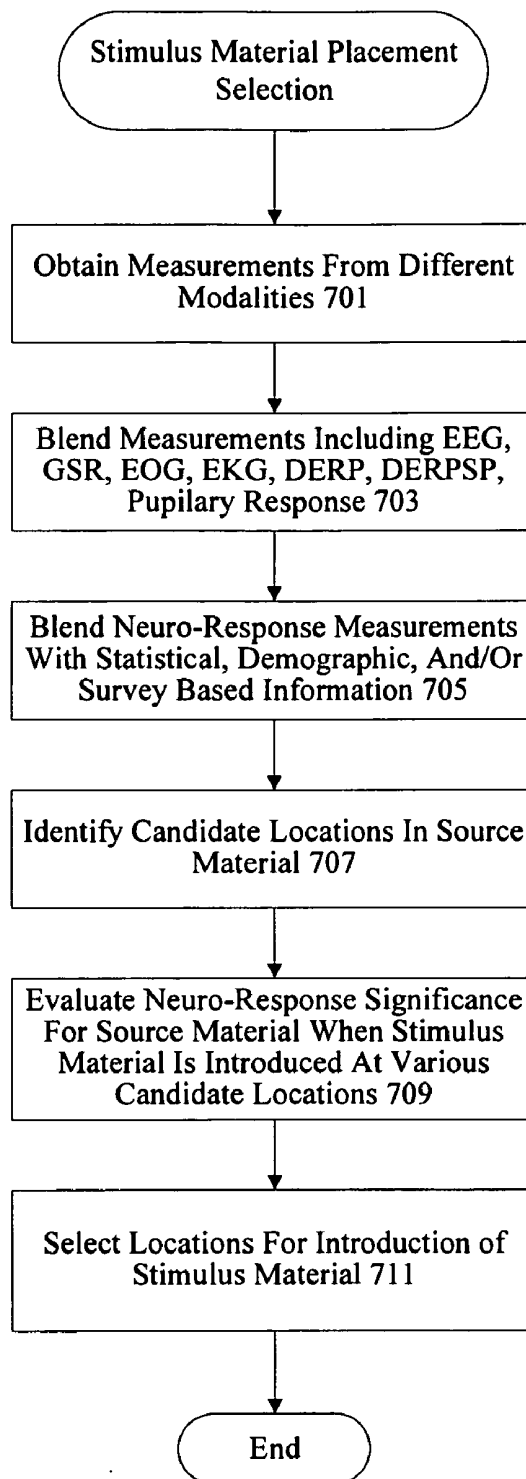 Stimulus Material Placement
Selection
Obtain Measurements From Different
Modalities 701
Blend Measurements Including EEG,
GSR, EOG, EKG, DERP, DERPSP,
Pupilary Response 703
Blend Neuro-Response Measurements
With Statistical, Demographic, And/Or
Survey Based Information 705
Identify Candidate Locations In Source
Material 707
Evaluate Neuro-Response Significance
For Source Material When Stimulus
Material Is Introduced At Various
Candidate Locations 709
Select Locations For Introduction of
Stimulus Material 711
End